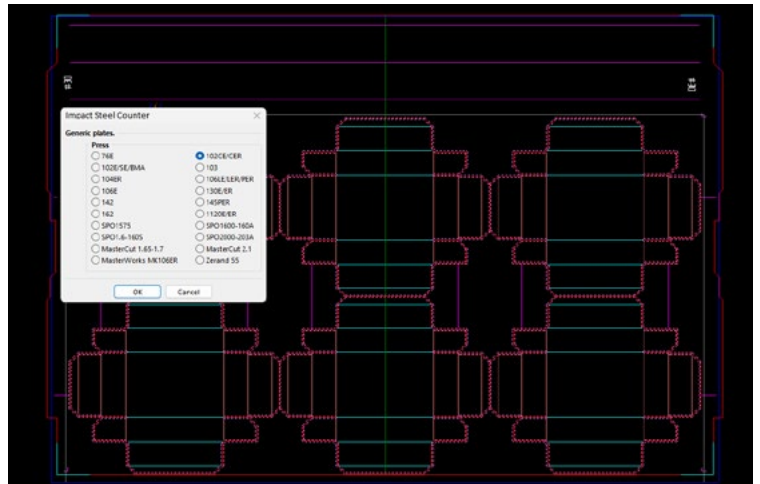 Impact Steel Counter
Generic plates.
Press
76E
102CE/CER
102E/SE/BMA
103
104ER
106LE/LER/PER
106E
130E/ER
142
145PER
162
1120E/ER
SPO1575
SPO1600-160A
SPO1.6-160S
SPO2000-203A
MasterCut 1.65-1.7
MasterCut 2.1
MasterWorks MK106ER
Zerand 55
OK
Cancel